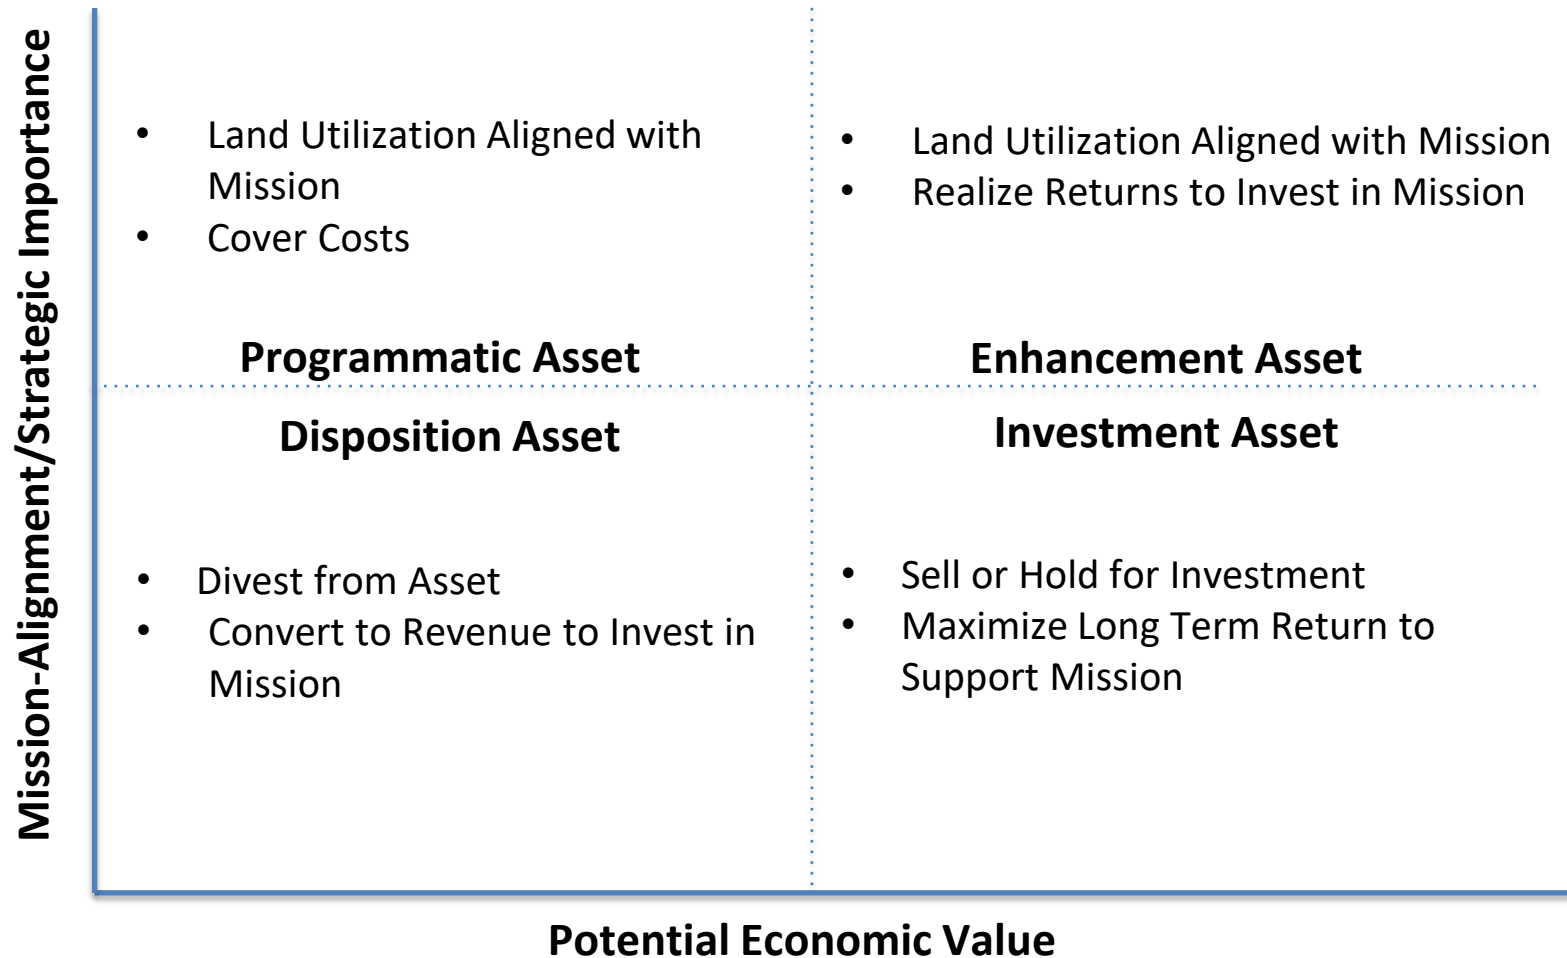 Mission-Alignment/Strategic Importance
• Land Utilization Aligned with
Mission
• Cover Costs
Programmatic Asset
• Land Utilization Aligned with Mission
• Realize Returns to Invest in Mission
Enhancement Asset
Disposition Asset
• Divest from Asset
• Convert to Revenue to Invest in
Mission
Investment Asset
• Sell or Hold for Investment
• Maximize Long Term Return to
Support Mission
Potential Economic Value